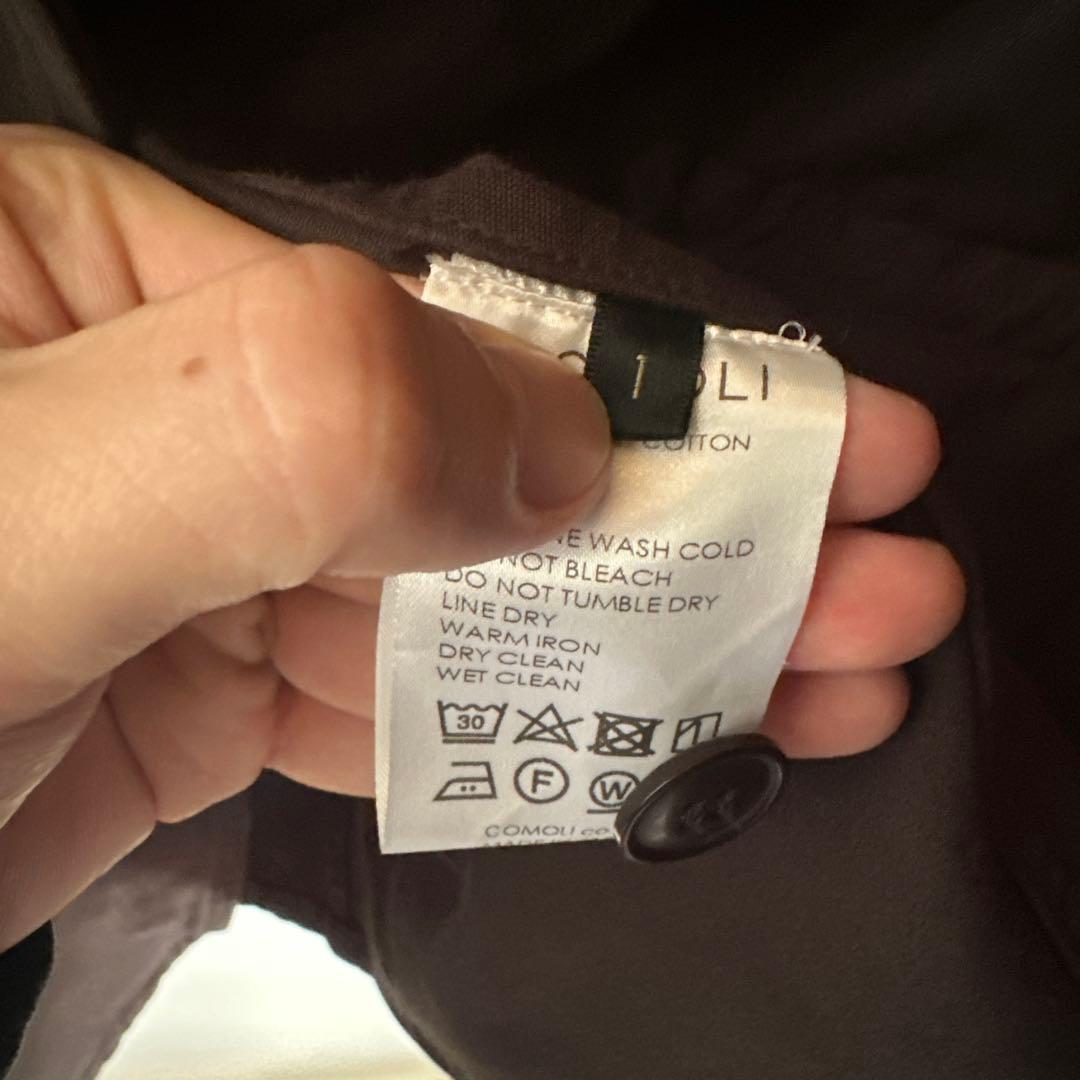 1
OLI
COTTON
WASH COLD
NOT BLEACH
DO NOT TUMBLE DRY
LINE DRY
WARM IRON
DRY CLEAN
WET CLEAN
30
F
W
COMOLI co